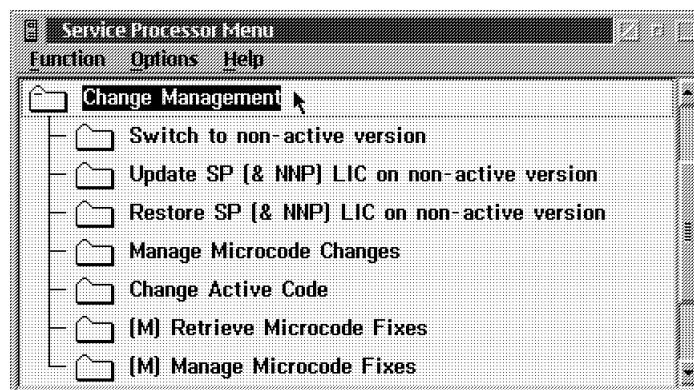 Service Processor Menu
Function Options Help
Change Management
Switch to non-active version
Update SP (& NNP) LIC on non-active version
Restore SP (& NNP) LIC on non-active version
Manage Microcode Changes
Change Active Code
(M) Retrieve Microcode Fixes
(M) Manage Microcode Fixes